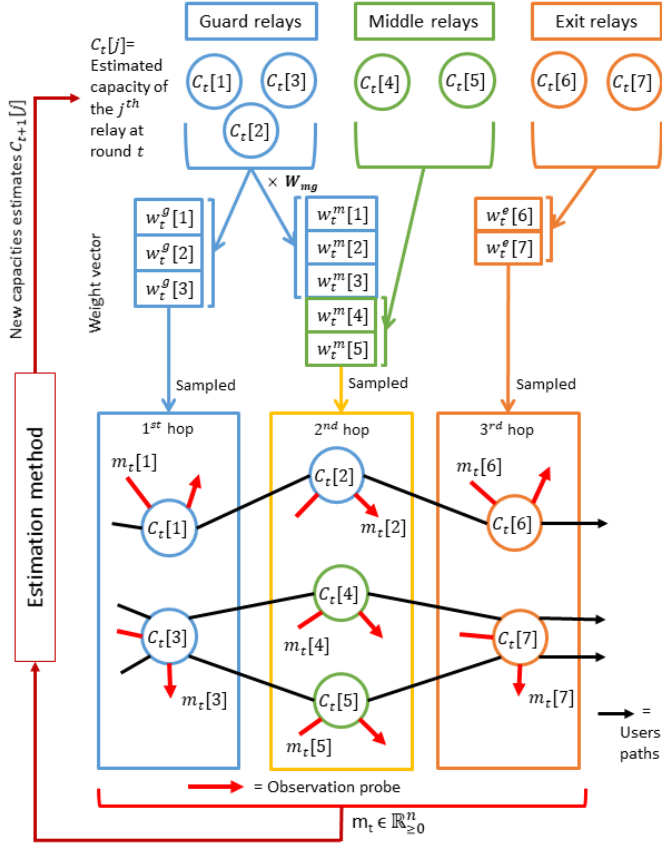 Guard relays
Middle relays
Exit relays
C_t[j]=
Estimated
capacity of
the j^th
relay at
round t
C_t[1]
C_t[3]
C_t[2]
C_t[4]
C_t[5]
C_t[6]
C_t[7]
× W_mg
New capacities estimates C_{t+1}[j]
Weight vector
w_t^g[1]
w_t^g[2]
w_t^g[3]
w_t^m[1]
w_t^m[2]
w_t^m[3]
w_t^m[4]
w_t^m[5]
w_t^e[6]
w_t^e[7]
Sampled
Sampled
Sampled
Estimation method
1^st hop
2^nd hop
3^rd hop
m_t[1]
C_t[1]
C_t[2]
m_t[2]
m_t[6]
C_t[6]
C_t[3]
m_t[3]
C_t[4]
m_t[4]
C_t[5]
m_t[5]
C_t[7]
m_t[7]
=
Users
paths
= Observation probe
m_t ∈ ℝ^n_≥0